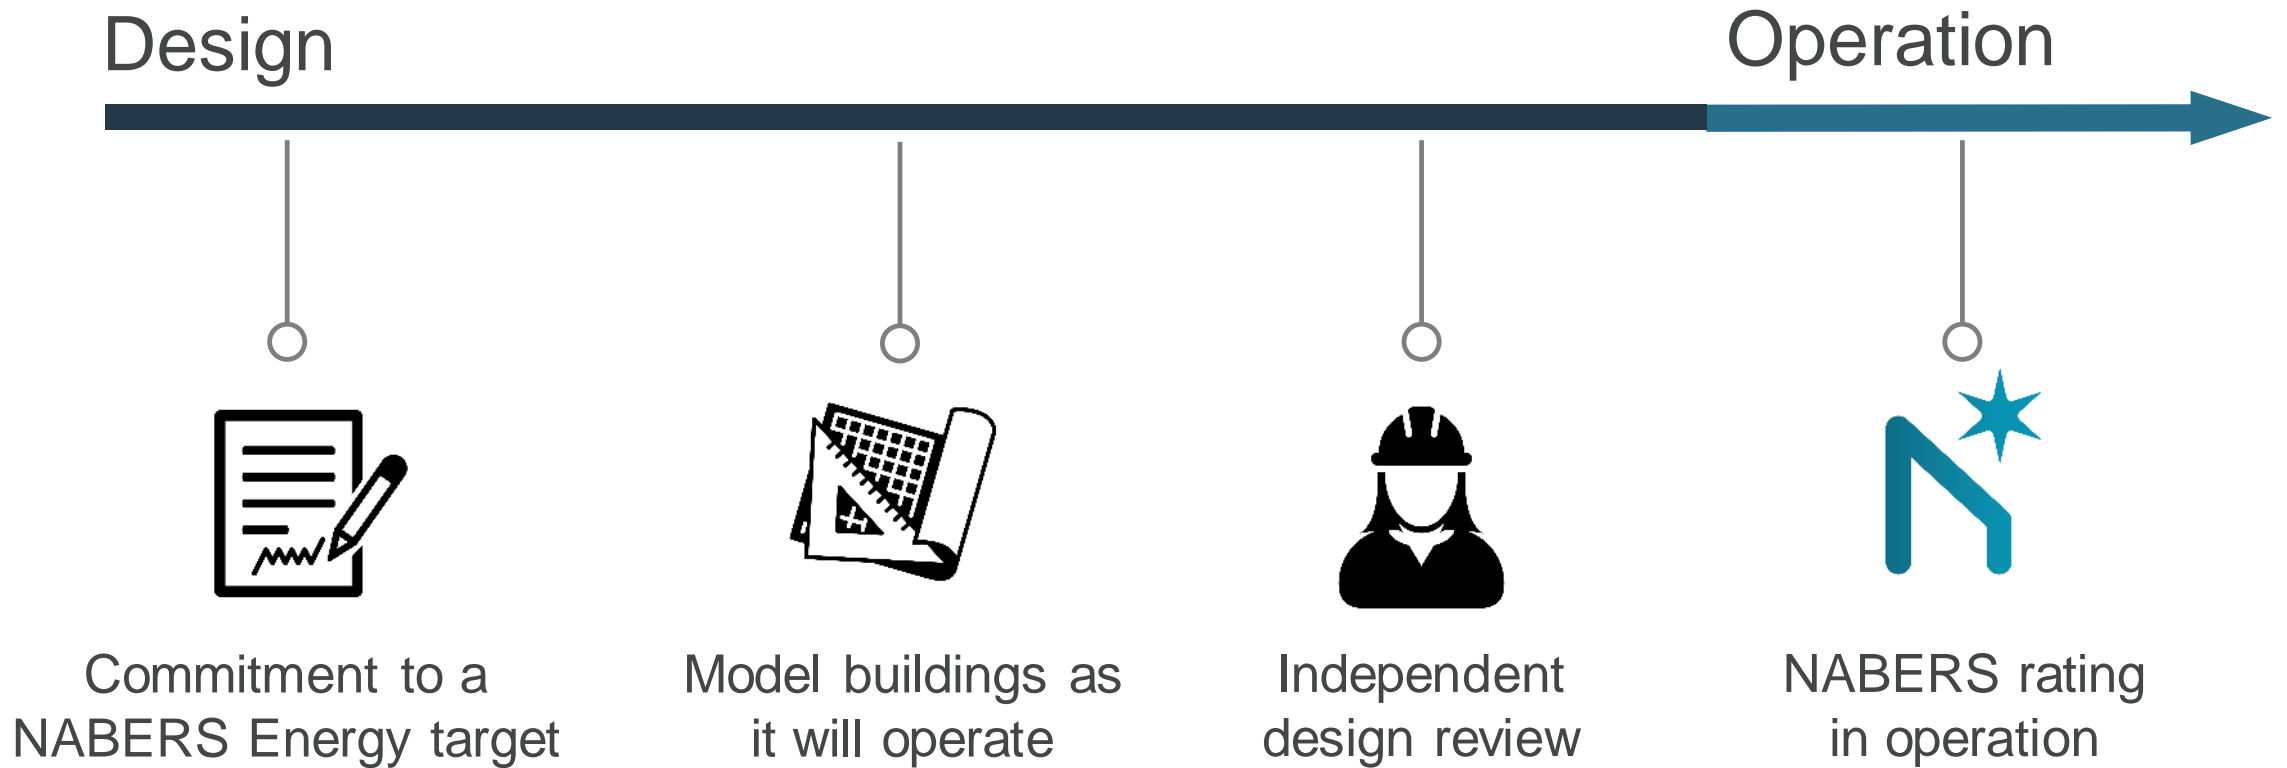 Design
Operation
Commitment to a
NABERS Energy target
Model buildings as
it will operate
Independent
design review
NABERS rating
in operation